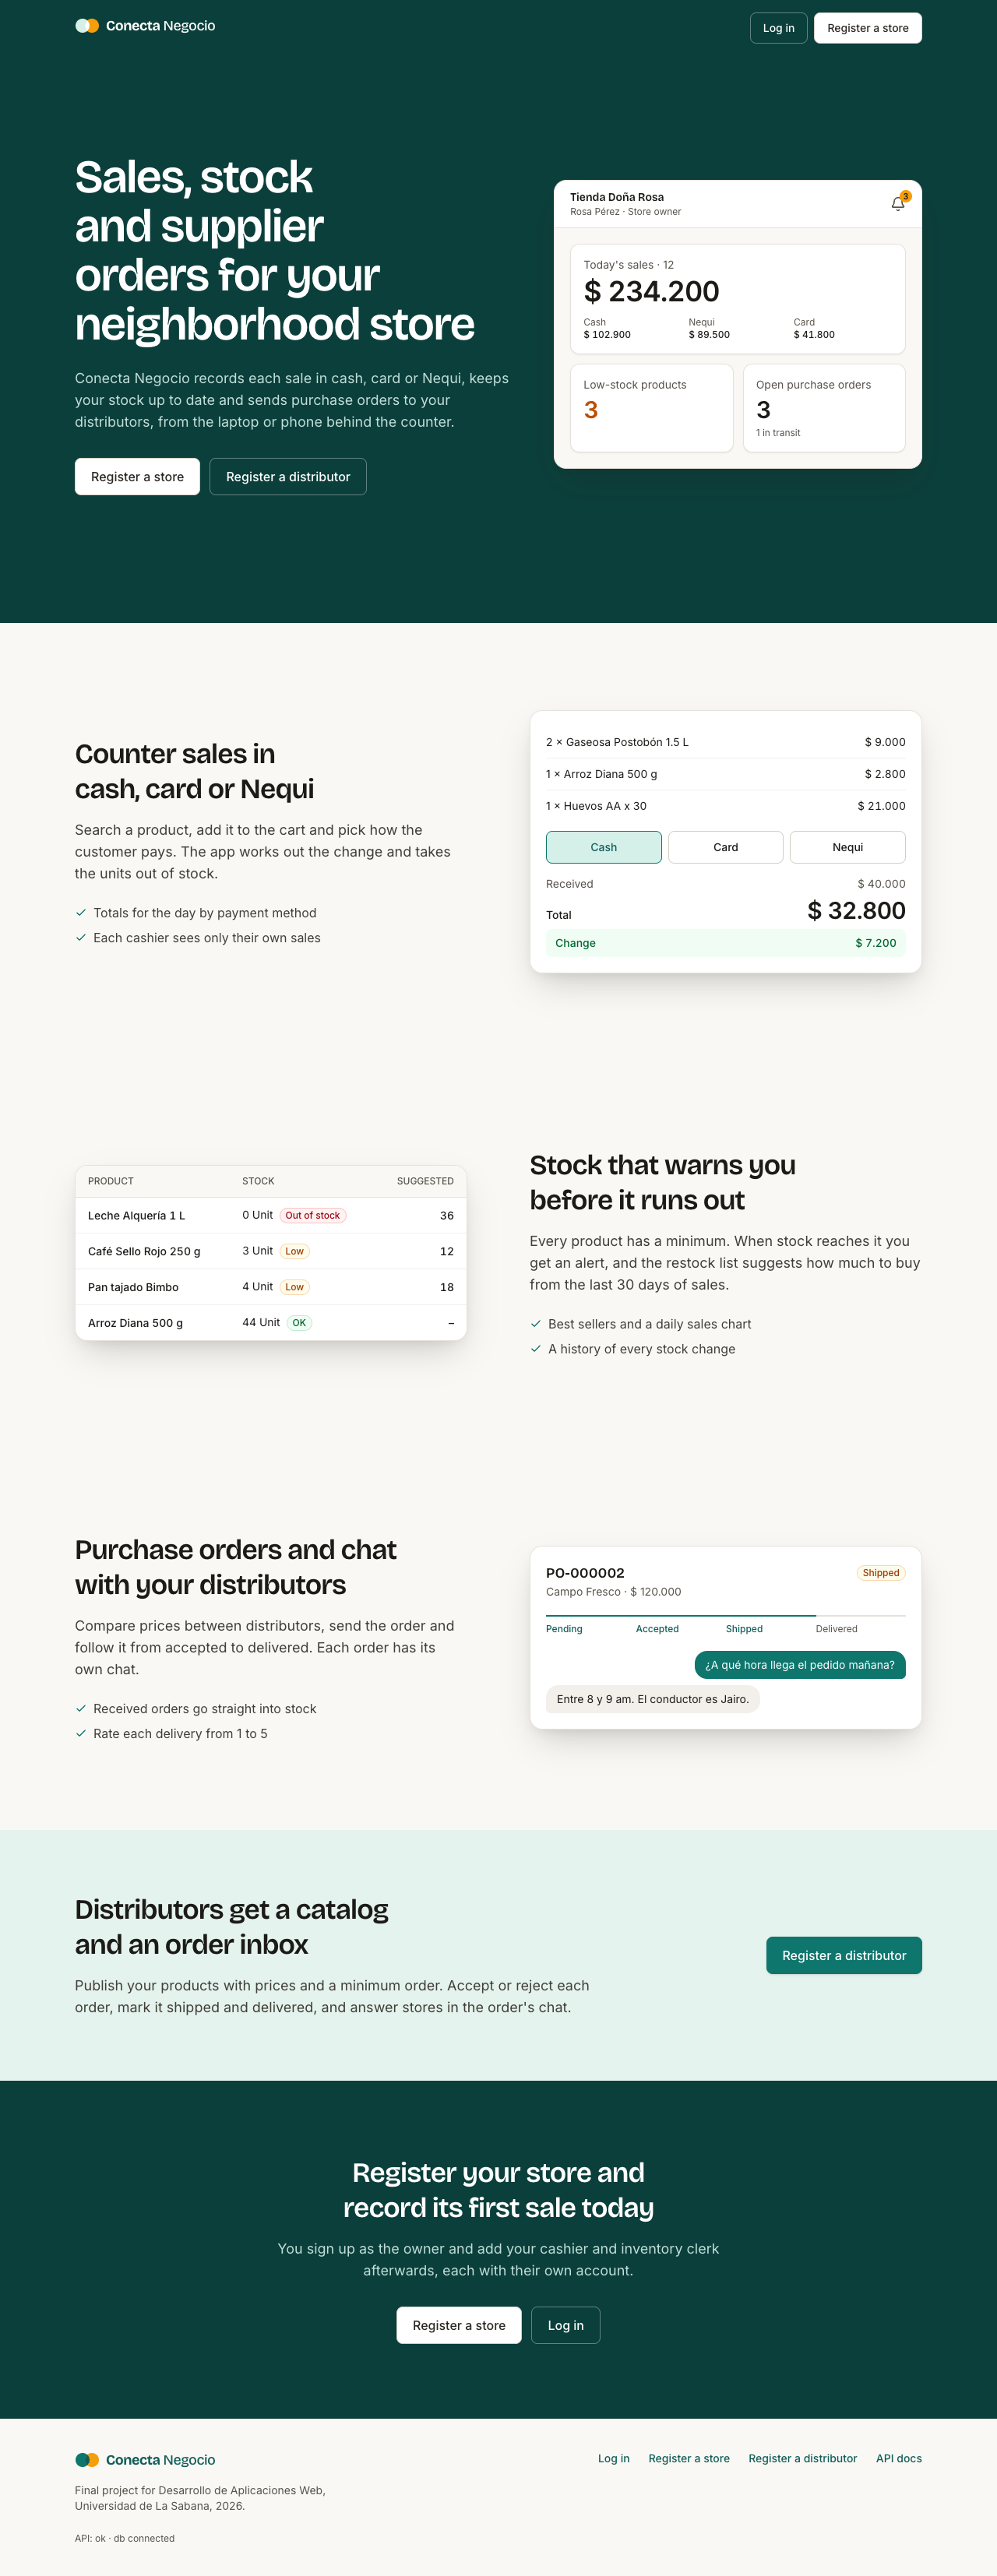 Conecta Negocio
Log in
Register a store
Sales, stock
and supplier
orders for your
neighborhood store
Conecta Negocio records each sale in cash, card or Nequi, keeps
your stock up to date and sends purchase orders to your
distributors, from the laptop or phone behind the counter.
Register a store
Register a distributor
Tienda Doña Rosa
Rosa Pérez · Store owner
3
Today's sales · 12
$ 234.200
Cash
Nequi
Card
$ 102.900
$ 89.500
$ 41.800
Low-stock products
3
Open purchase orders
3
1 in transit
Counter sales in
cash, card or Nequi
Search a product, add it to the cart and pick how the
customer pays. The app works out the change and takes
the units out of stock.
Totals for the day by payment method
Each cashier sees only their own sales
2 × Gaseosa Postobón 1.5 L $ 9.000
1 × Arroz Diana 500 g $ 2.800
1 × Huevos AA x 30 $ 21.000
Cash
Card
Nequi
Received $ 40.000
Total $ 32.800
Change $ 7.200
PRODUCT STOCK SUGGESTED
Leche Alquería 1 L 0 Unit Out of stock 36
Café Sello Rojo 250 g 3 Unit Low 12
Pan tajado Bimbo 4 Unit Low 18
Arroz Diana 500 g 44 Unit OK –
Stock that warns you
before it runs out
Every product has a minimum. When stock reaches it you
get an alert, and the restock list suggests how much to buy
from the last 30 days of sales.
Best sellers and a daily sales chart
A history of every stock change
Purchase orders and chat
with your distributors
Compare prices between distributors, send the order and
follow it from accepted to delivered. Each order has its
own chat.
Received orders go straight into stock
Rate each delivery from 1 to 5
PO-000002 Shipped
Campo Fresco · $ 120.000
Pending Accepted Shipped Delivered
¿A qué hora llega el pedido mañana?
Entre 8 y 9 am. El conductor es Jairo.
Distributors get a catalog
and an order inbox
Publish your products with prices and a minimum order. Accept or reject each
order, mark it shipped and delivered, and answer stores in the order's chat.
Register a distributor
Register your store and
record its first sale today
You sign up as the owner and add your cashier and inventory clerk
afterwards, each with their own account.
Register a store
Log in
Conecta Negocio
Log in Register a store Register a distributor API docs
Final project for Desarrollo de Aplicaciones Web,
Universidad de La Sabana, 2026.
API: ok · db connected